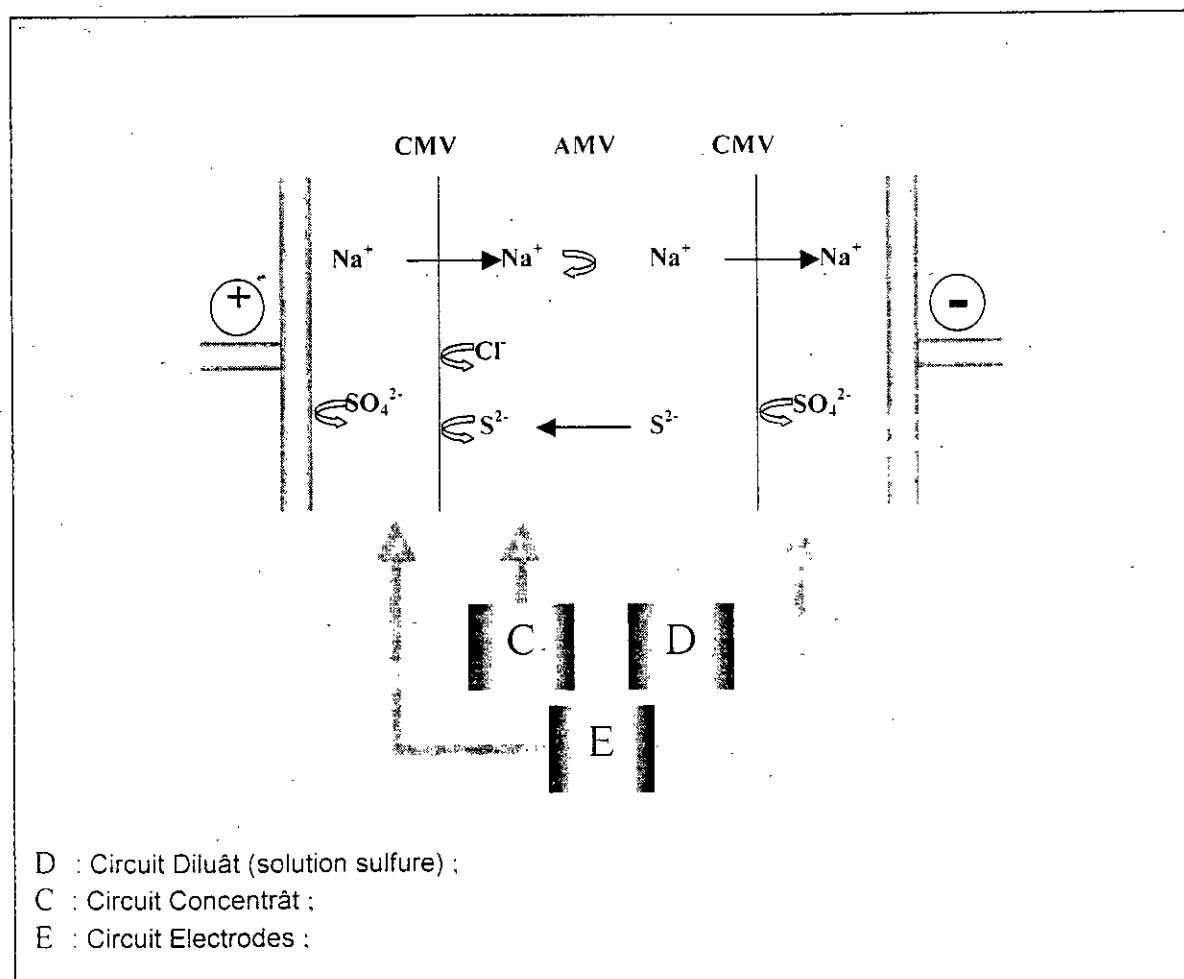 CMV AMV CMV
Na⁺ Na⁺ Na⁺ Na⁺
+ -
Cl⁻
SO₄²⁻ S²⁻ S²⁻ SO₄²⁻
C D
E
D : Circuit Diluât (solution sulfure) ;
C : Circuit Concentrât ;
E : Circuit Electrodes ;